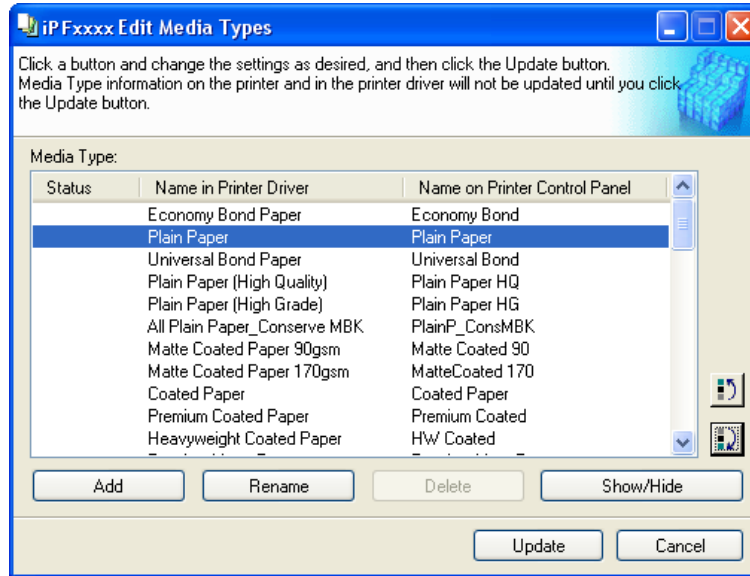 iPFxxxx Edit Media Types
Click a button and change the settings as desired, and then click the Update button.
Media Type information on the printer and in the printer driver will not be updated until you click
the Update button.
Media Type:
Status Name in Printer Driver Name on Printer Control Panel
Economy Bond Paper Economy Bond
Plain Paper Plain Paper
Universal Bond Paper Universal Bond
Plain Paper (High Quality) Plain Paper HQ
Plain Paper (High Grade) Plain Paper HG
All Plain Paper_Conserve MBK PlainP_ConsMBK
Matte Coated Paper 90gsm Matte Coated 90
Matte Coated Paper 170gsm MatteCoated 170
Coated Paper Coated Paper
Premium Coated Paper Premium Coated
Heavyweight Coated Paper HW Coated
Add Rename Delete Show/Hide
Update Cancel